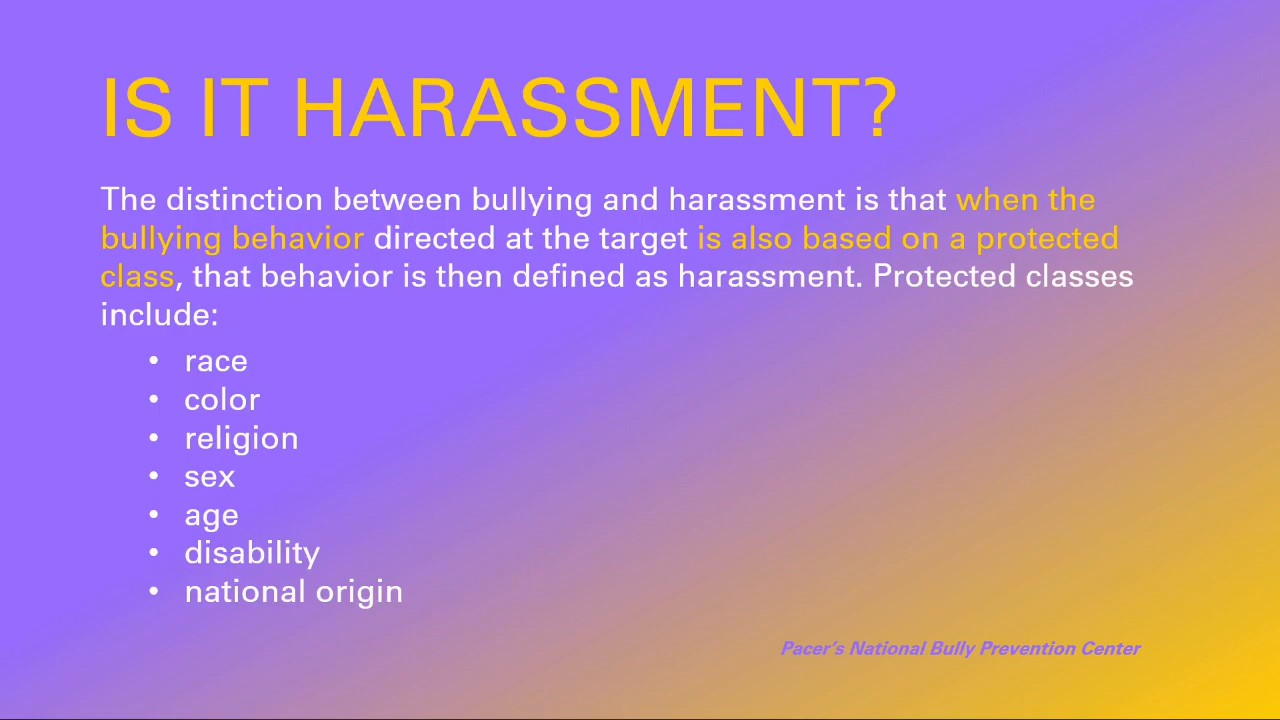 IS IT HARASSMENT?
The distinction between bullying and harassment is that when the
bullying behavior directed at the target is also based on a protected
class, that behavior is then defined as harassment. Protected classes
include:
• race
• color
• religion
• sex
• age
• disability
• national origin
Pacer's National Bully Prevention Center